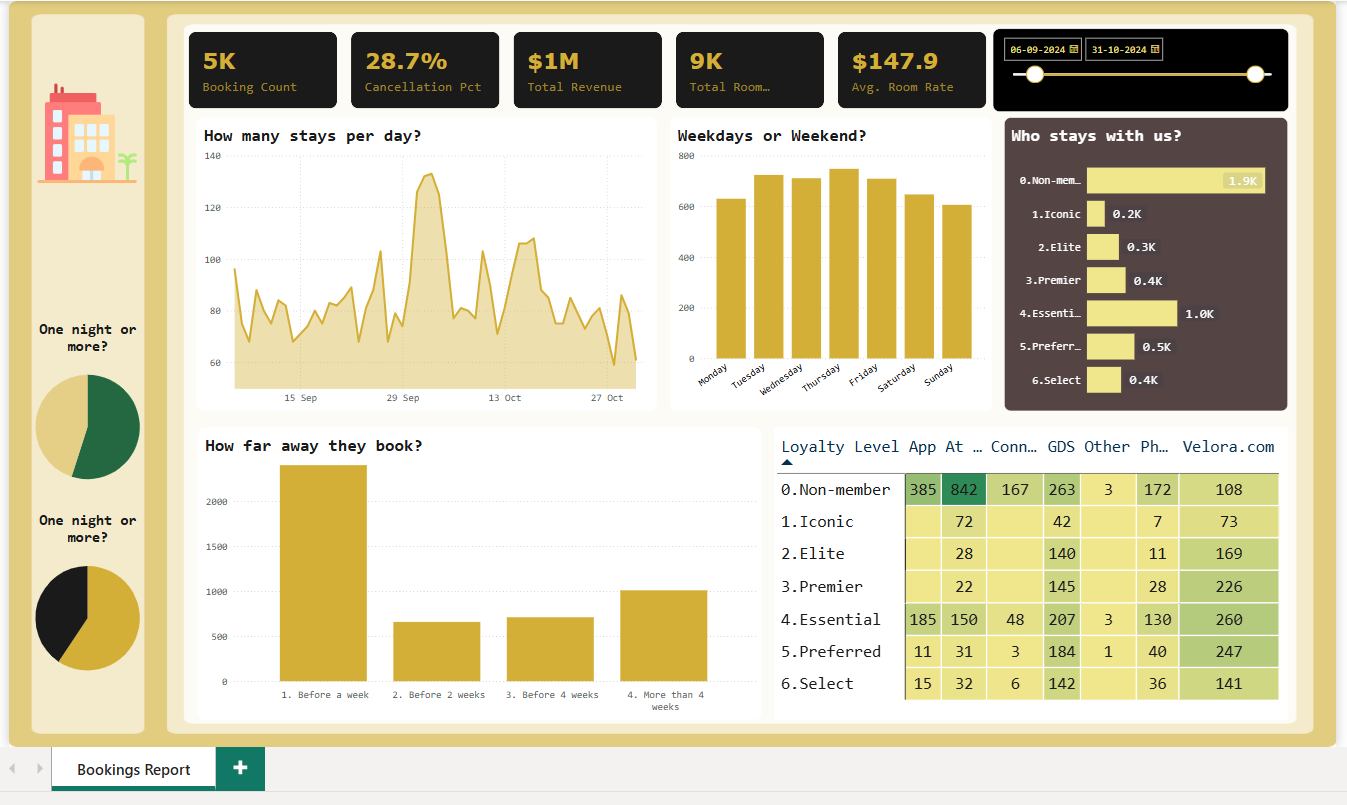 5K
Booking Count
28.7%
Cancellation Pct
$1M
Total Revenue
9K
Total Room…
$147.9
Avg. Room Rate
06-09-2024 31-10-2024
One night or
more?
One night or
more?
How many stays per day?
140
120
100
80
60
15 Sep 29 Sep 13 Oct 27 Oct
Weekdays or Weekend?
800
600
400
200
0
Monday Tuesday Wednesday Thursday Friday Saturday Sunday
Who stays with us?
0.Non-mem… 1.9K
1.Iconic 0.2K
2.Elite 0.3K
3.Premier 0.4K
4.Essenti… 1.0K
5.Preferr… 0.5K
6.Select 0.4K
How far away they book?
2000
1500
1000
500
0
1. Before a week 2. Before 2 weeks 3. Before 4 weeks 4. More than 4
weeks
Loyalty Level App At … Conn… GDS Other Ph… Velora.com
0.Non-member 385 842 167 263 3 172 108
1.Iconic 72 42 7 73
2.Elite 28 140 11 169
3.Premier 22 145 28 226
4.Essential 185 150 48 207 3 130 260
5.Preferred 11 31 3 184 1 40 247
6.Select 15 32 6 142 36 141
Bookings Report +